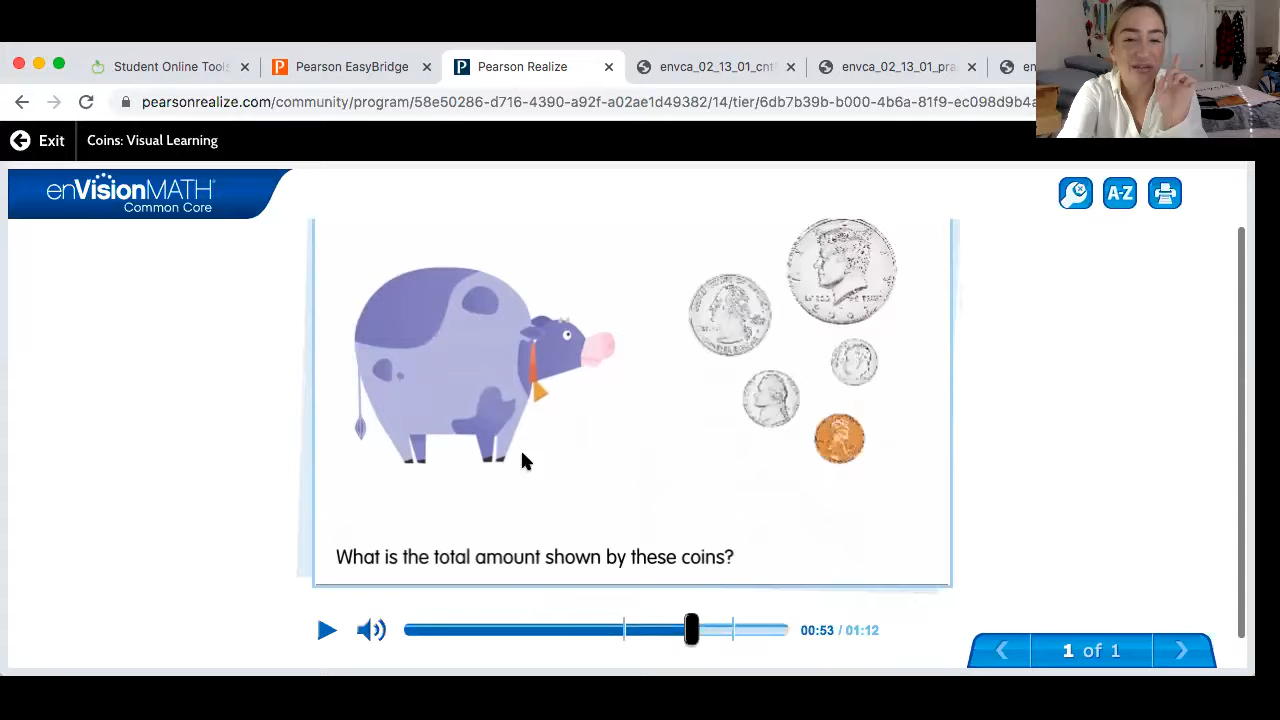 Student Online Tools
Pearson EasyBridge
Pearson Realize
envca_02_13_01_cnt
envca_02_13_01_pra
en
pearsonrealize.com/community/program/58e50286-d716-4390-a92f-a02ae1d49382/14/tier/6db7b39b-b000-4b6a-81f9-ec098d9b4a
Exit
Coins: Visual Learning
enVisionMATH
Common Core
A-Z
What is the total amount shown by these coins?
00:53 / 01:12
1 of 1